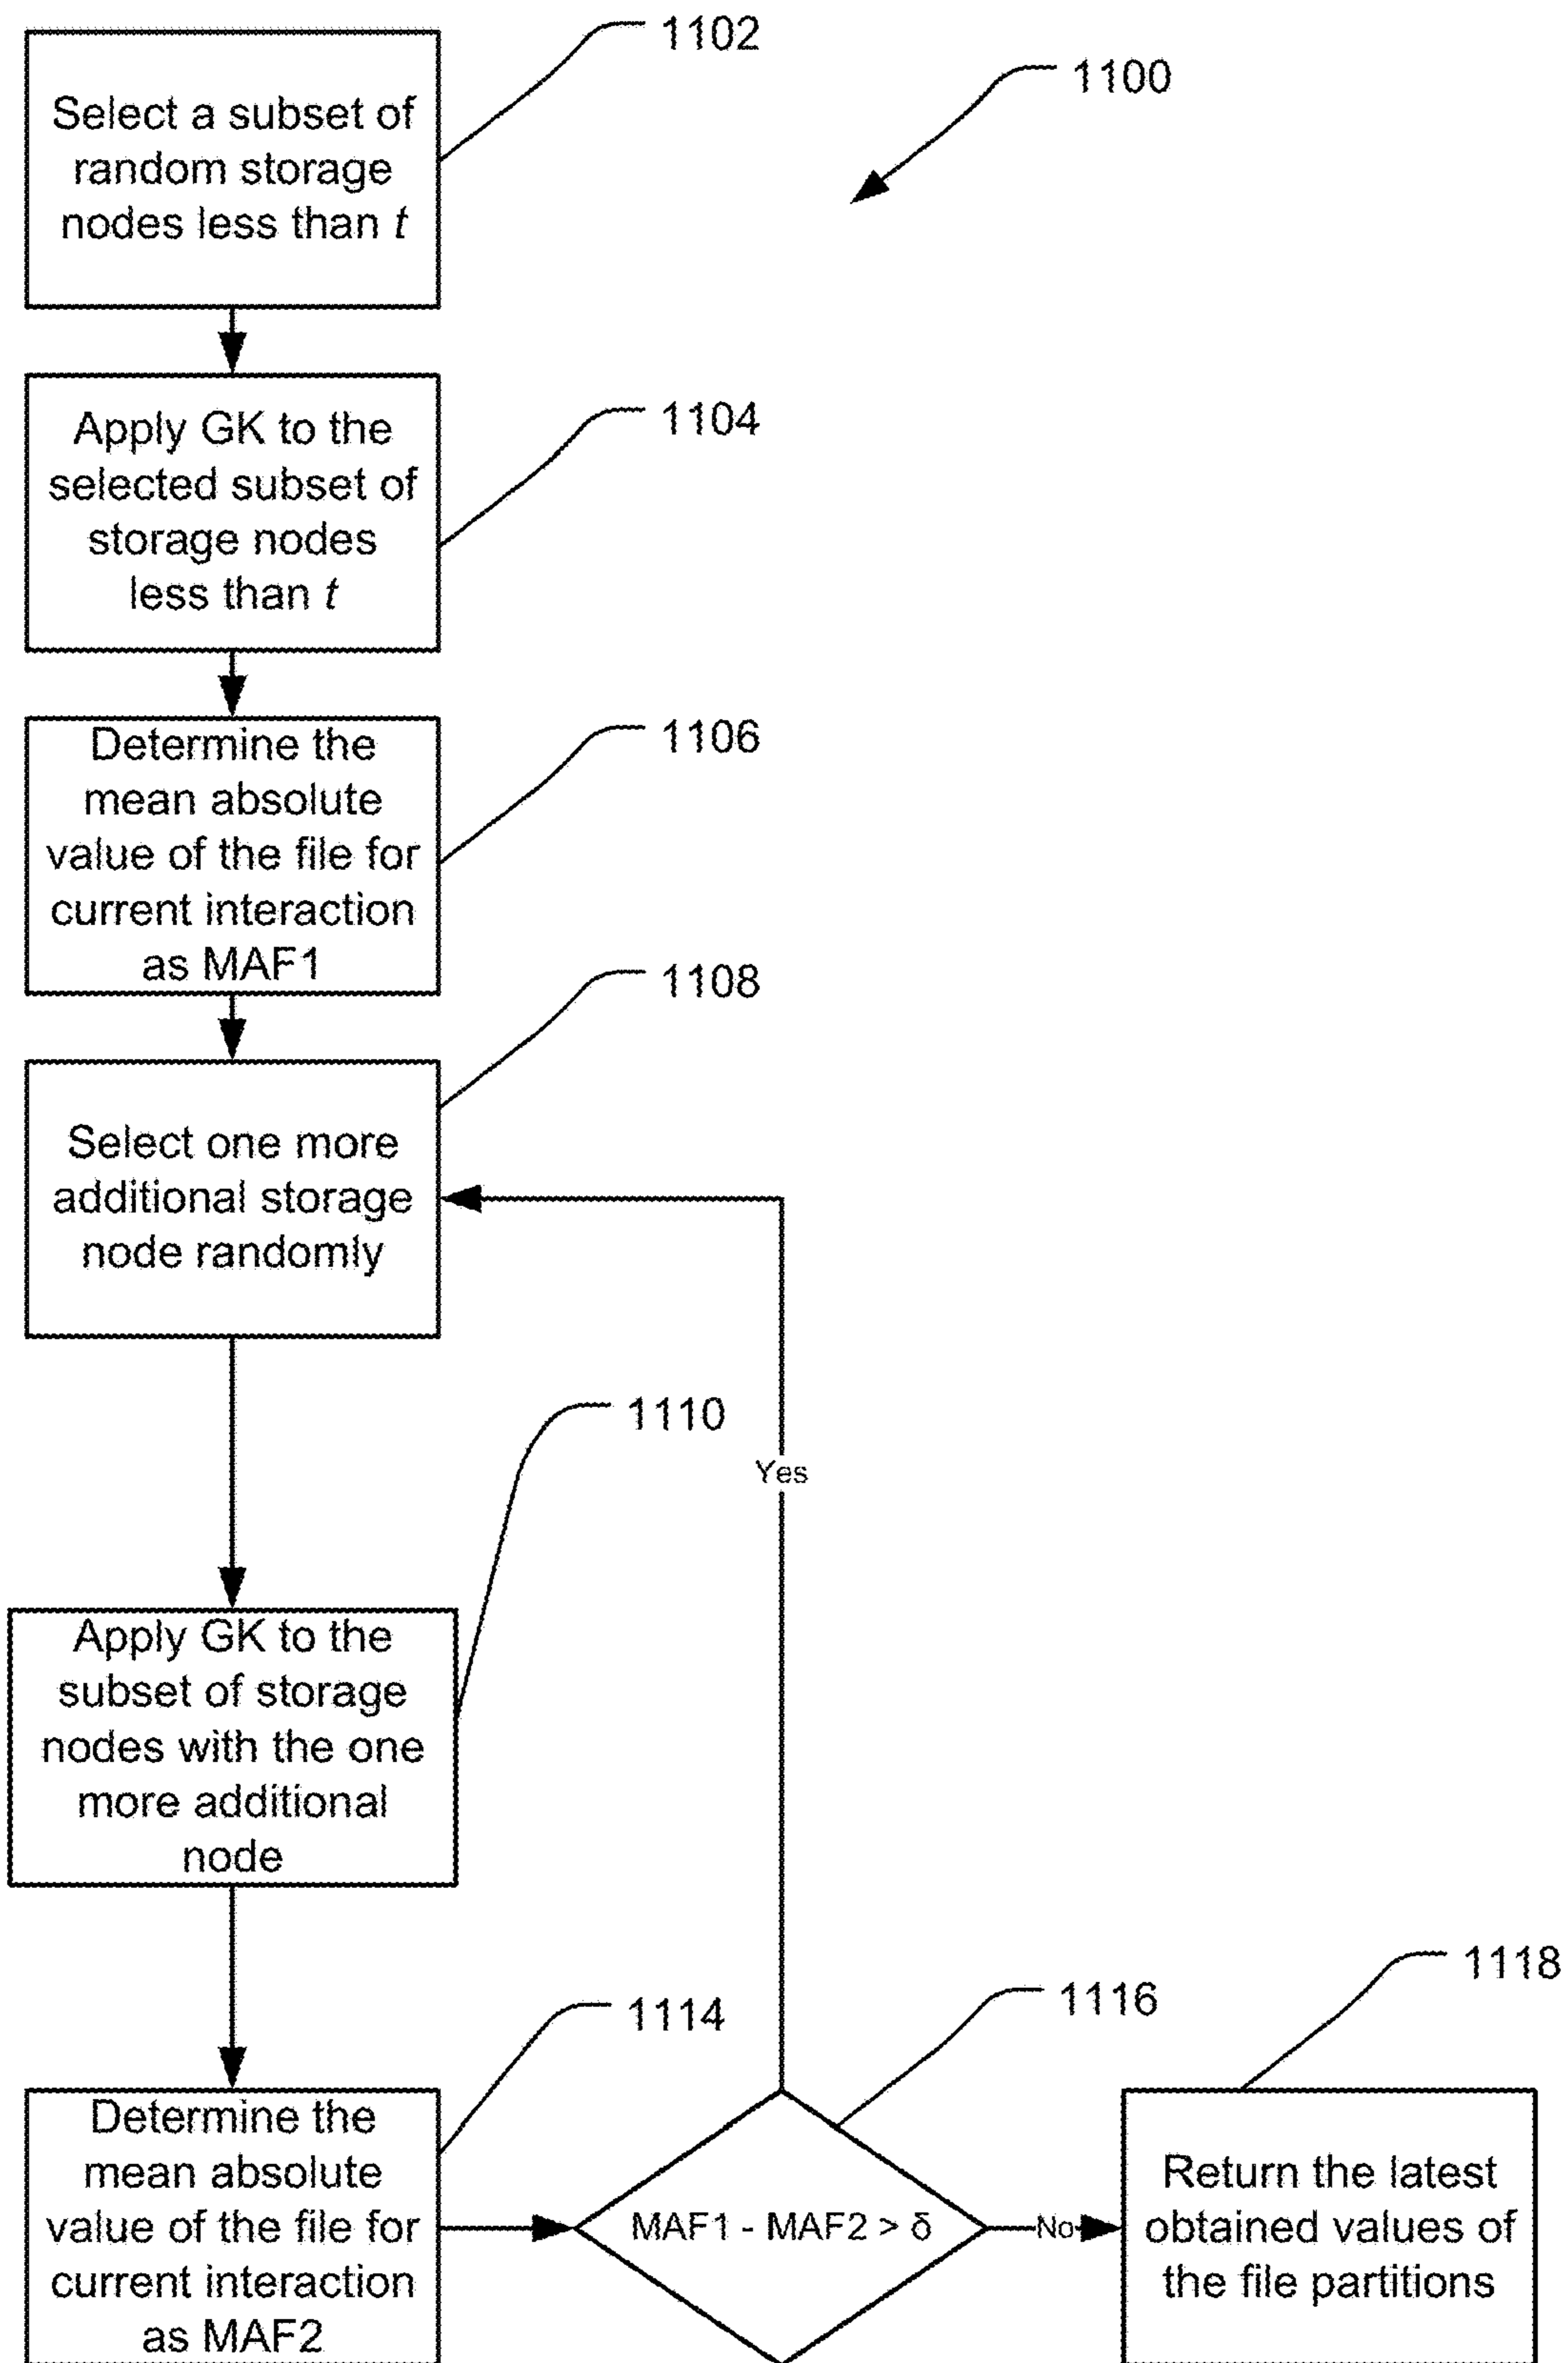 1102
1100
Select a subset of
random storage
nodes less than t
1104
Apply GK to the
selected subset of
storage nodes
less than t
1106
Determine the
mean absolute
value of the file for
current interaction
as MAF1
1108
Select one more
additional storage
node randomly
1110
Yes
Apply GK to the
subset of storage
nodes with the one
more additional
node
1114
1116
1118
Determine the
mean absolute
value of the file for
current interaction
as MAF2
MAF1 - MAF2 > δ
No
Return the latest
obtained values of
the file partitions